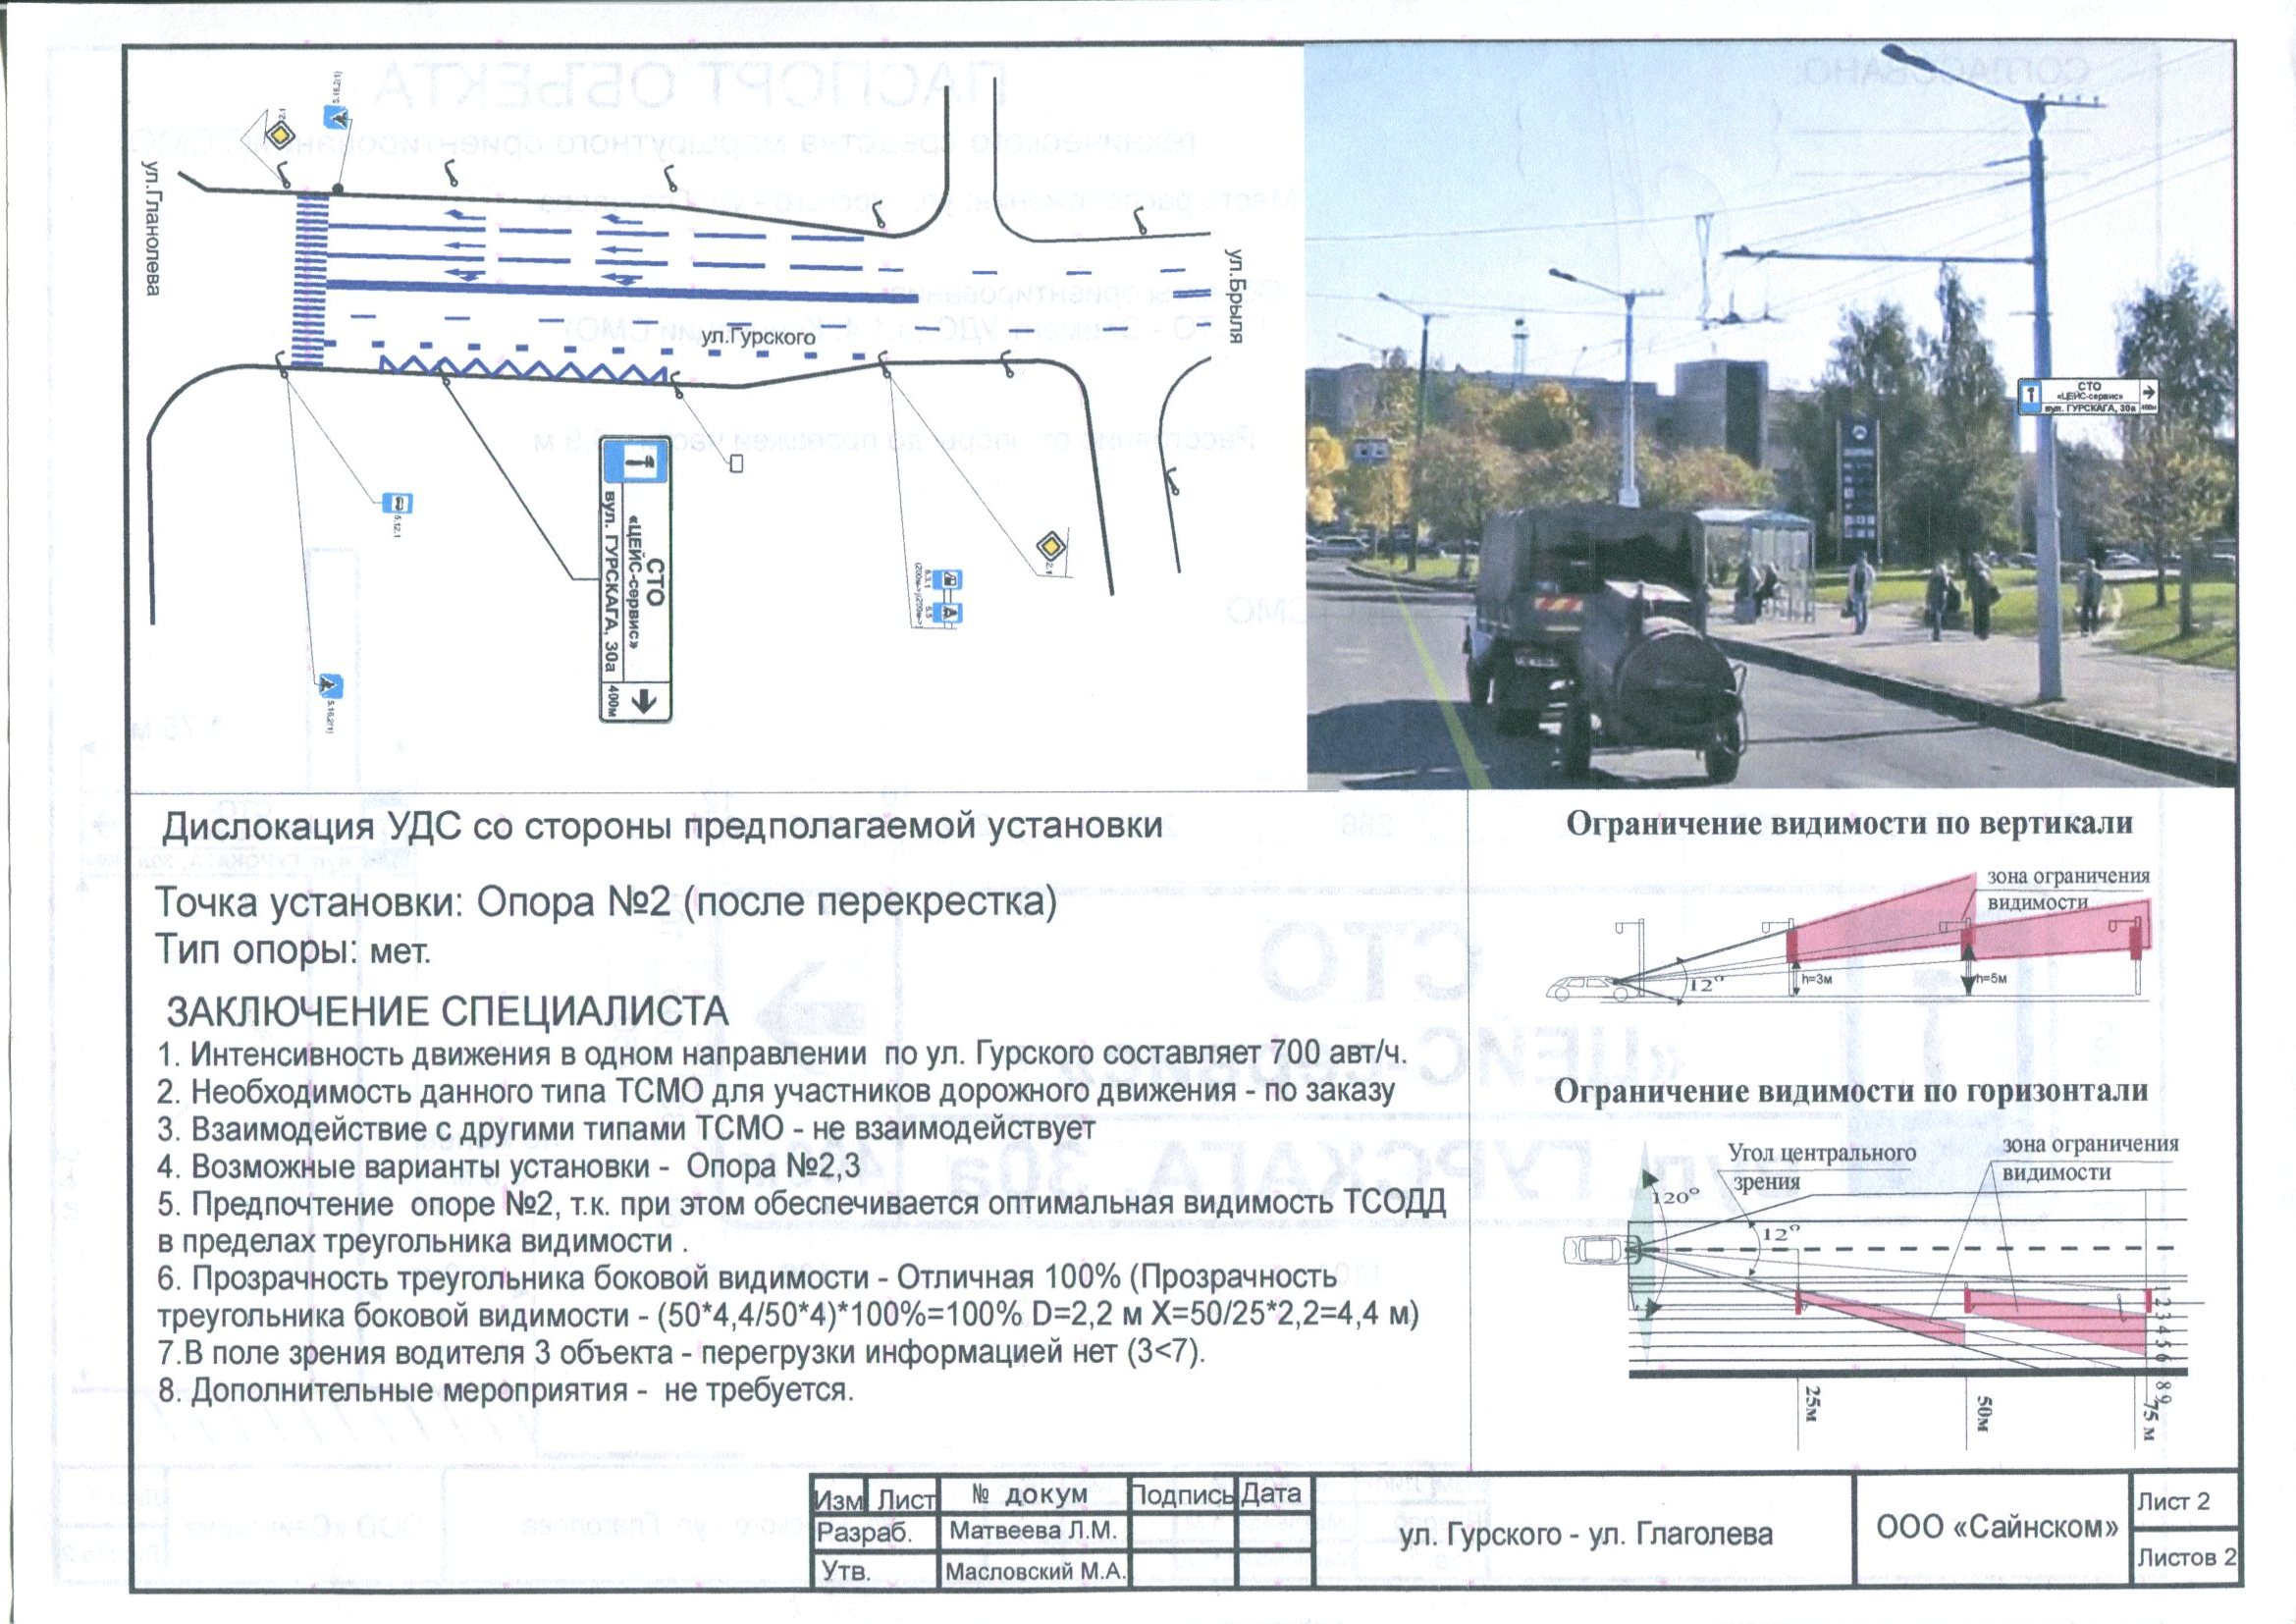 ул.Гланолева
2.1
5.16.2(1)
ул.Брыля
ул.Гурского
5.12.1
5.16.2(1)
СТО
«ЦЕЙС-сервис»
вул. ГУРСКАГА, 30а
400м
2.1
СТО
«ЦЕЙС-сервис»
вул. ГУРСКАГА, 30а
400м
Дислокация УДС со стороны предполагаемой установки
Точка установки: Опора №2 (после перекрестка)
Тип опоры: мет.
ЗАКЛЮЧЕНИЕ СПЕЦИАЛИСТА
1. Интенсивность движения в одном направлении по ул. Гурского составляет 700 авт/ч.
2. Необходимость данного типа ТСМО для участников дорожного движения - по заказу
3. Взаимодействие с другими типами ТСМО - не взаимодействует
4. Возможные варианты установки - Опора №2,3
5. Предпочтение опоре №2, т.к. при этом обеспечивается оптимальная видимость ТСОДД
в пределах треугольника видимости .
6. Прозрачность треугольника боковой видимости - Отличная 100% (Прозрачность
треугольника боковой видимости - (50*4,4/50*4)*100%=100% D=2,2 м X=50/25*2,2=4,4 м)
7.В поле зрения водителя 3 объекта - перегрузки информацией нет (3<7).
8. Дополнительные мероприятия - не требуется.
Ограничение видимости по вертикали
зона ограничения
видимости
12°
h=3м
h=5м
Ограничение видимости по горизонтали
Угол центрального
зрения
зона ограничения
видимости
120°
12°
1 2 3 4 5 6 8 9
25м
50м
75 м
Изм Лист № докум Подпись Дата
Разраб. Матвеева Л.М.
Утв. Масловский М.А.
ул. Гурского - ул. Глаголева
ООО «Сайнском»
Лист 2
Листов 2